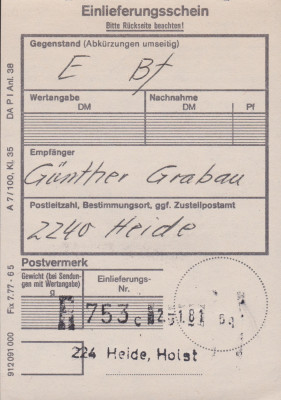 Einlieferungsschein
Bitte Rückseite beachten!
Gegenstand (Abkürzungen umseitig)
E Bf
Wertangabe
DM
Nachnahme
DM Pf
Empfänger
Günther Grabau
Postleitzahl, Bestimmungsort, ggf. Zustellpostamt
2240 Heide
Postvermerk
Gewicht (bei Sendungen
mit Wertangabe)
g
Einlieferungs-
Nr.
R 753 c
224 Heide, Holst
DA P I Anl. 38
A 7/100, Kl. 35
Fix 7.77 - 65
912 091 000